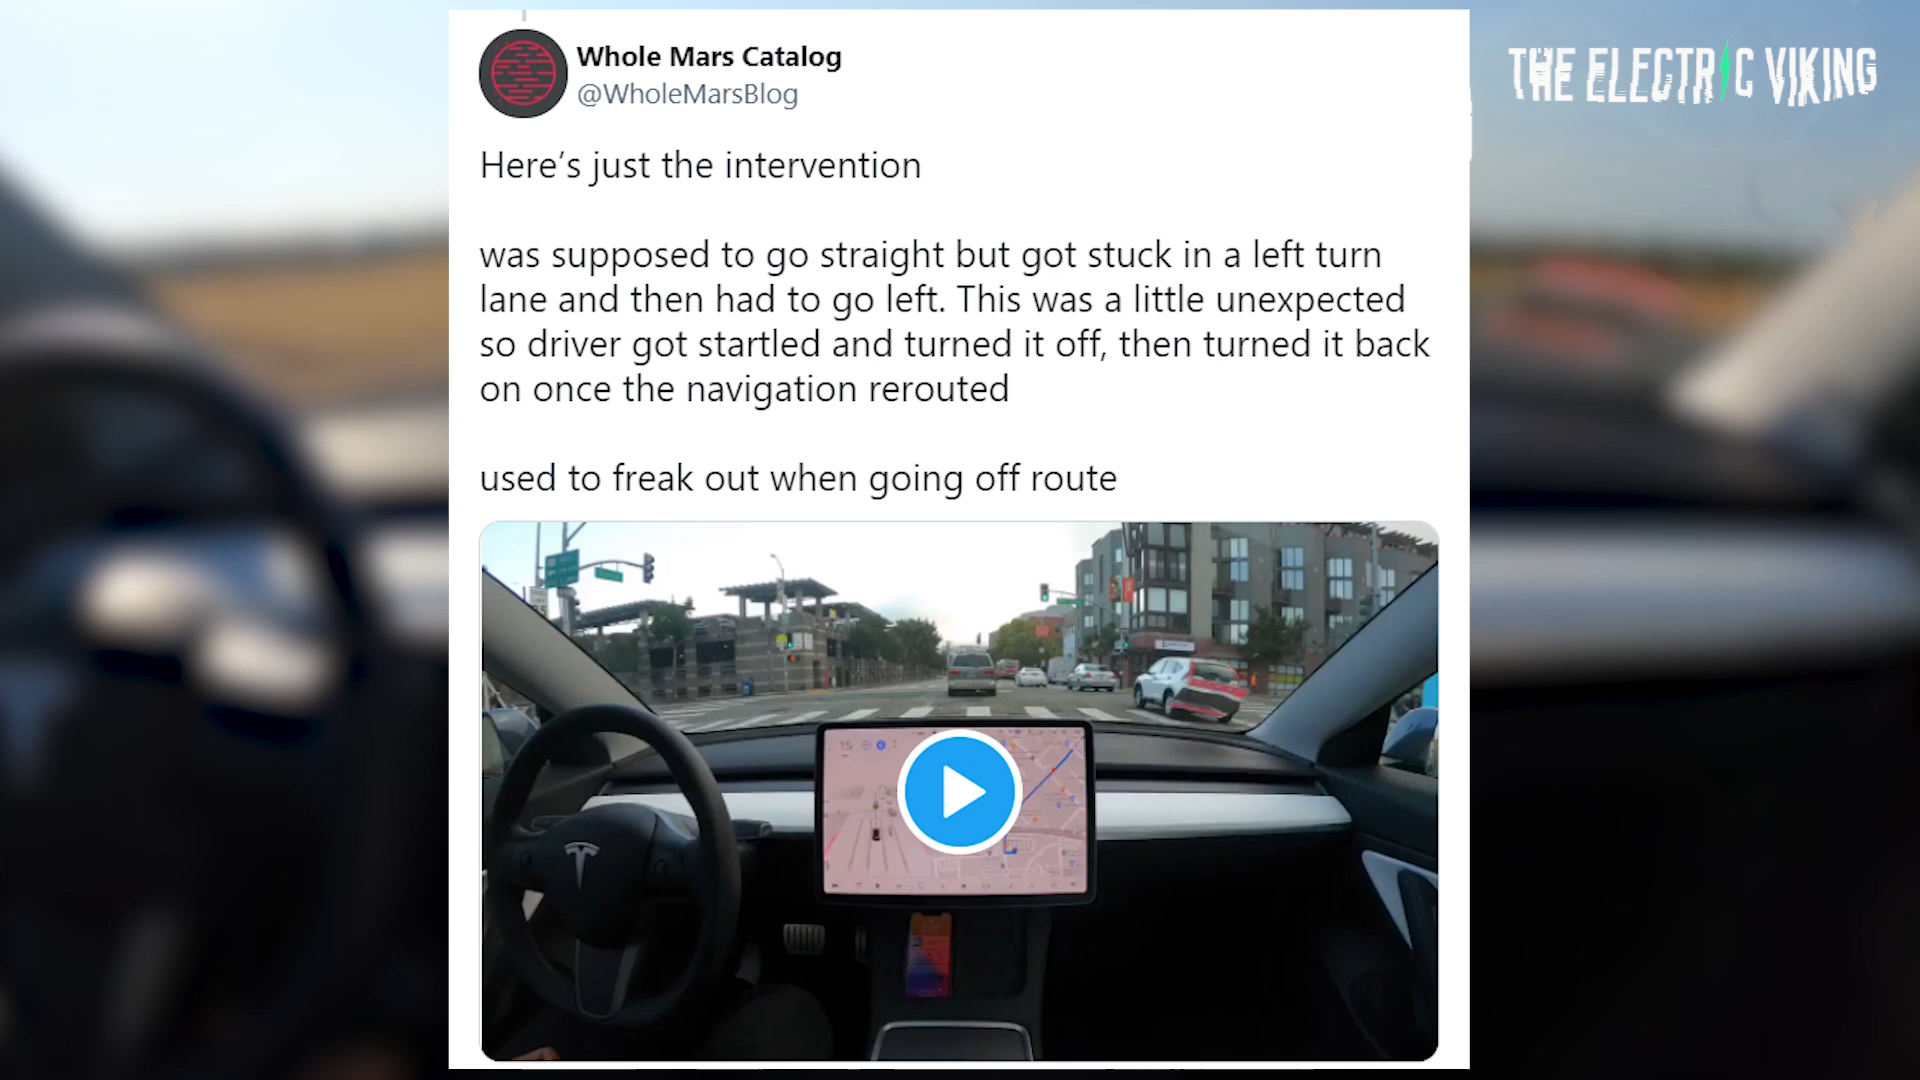 Whole Mars Catalog
@WholeMarsBlog
THE ELECTRIC VIKING
Here’s just the intervention
was supposed to go straight but got stuck in a left turn
lane and then had to go left. This was a little unexpected
so driver got startled and turned it off, then turned it back
on once the navigation rerouted
used to freak out when going off route
15